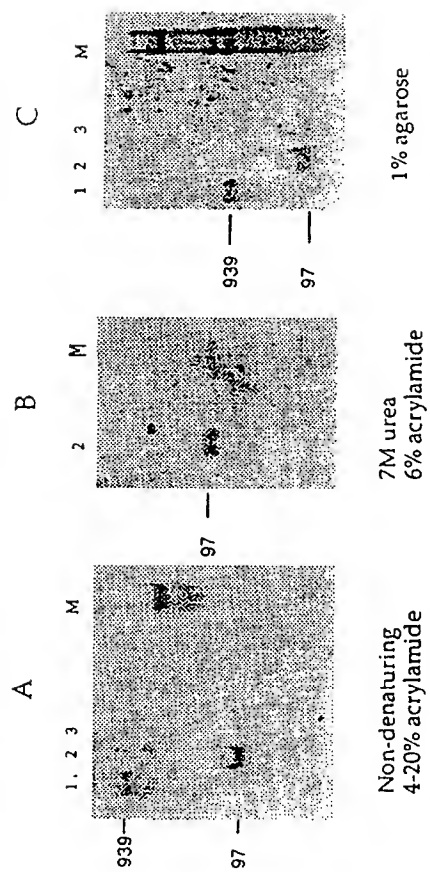 A
1, 2 3 M
939
97
Non-denaturing
4-20% acrylamide
B
2 M
97
7M urea
6% acrylamide
C
1 2 3 M
939
97
1% agarose